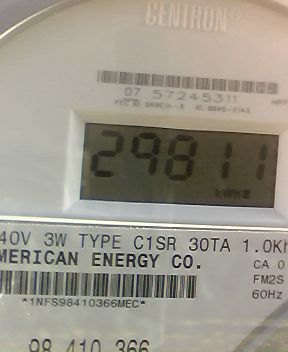 CENTRON
07 57245311
29811
kWh
40V 3W TYPE C1SR 30TA 1.0Kh
MERICAN ENERGY CO.
CA 0
FM2S
60Hz
*1NFS98410366MEC*
98 410 366